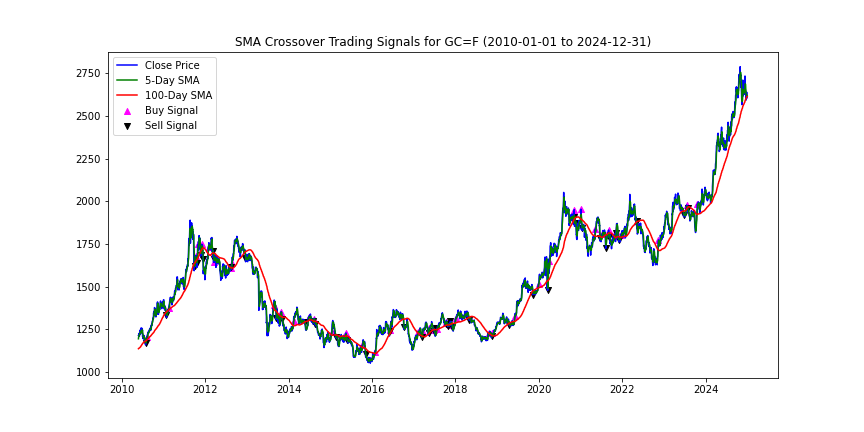 SMA Crossover Trading Signals for GC=F (2010-01-01 to 2024-12-31)
Close Price
5-Day SMA
100-Day SMA
Buy Signal
Sell Signal
2750
2500
2250
2000
1750
1500
1250
1000
2010 2012 2014 2016 2018 2020 2022 2024